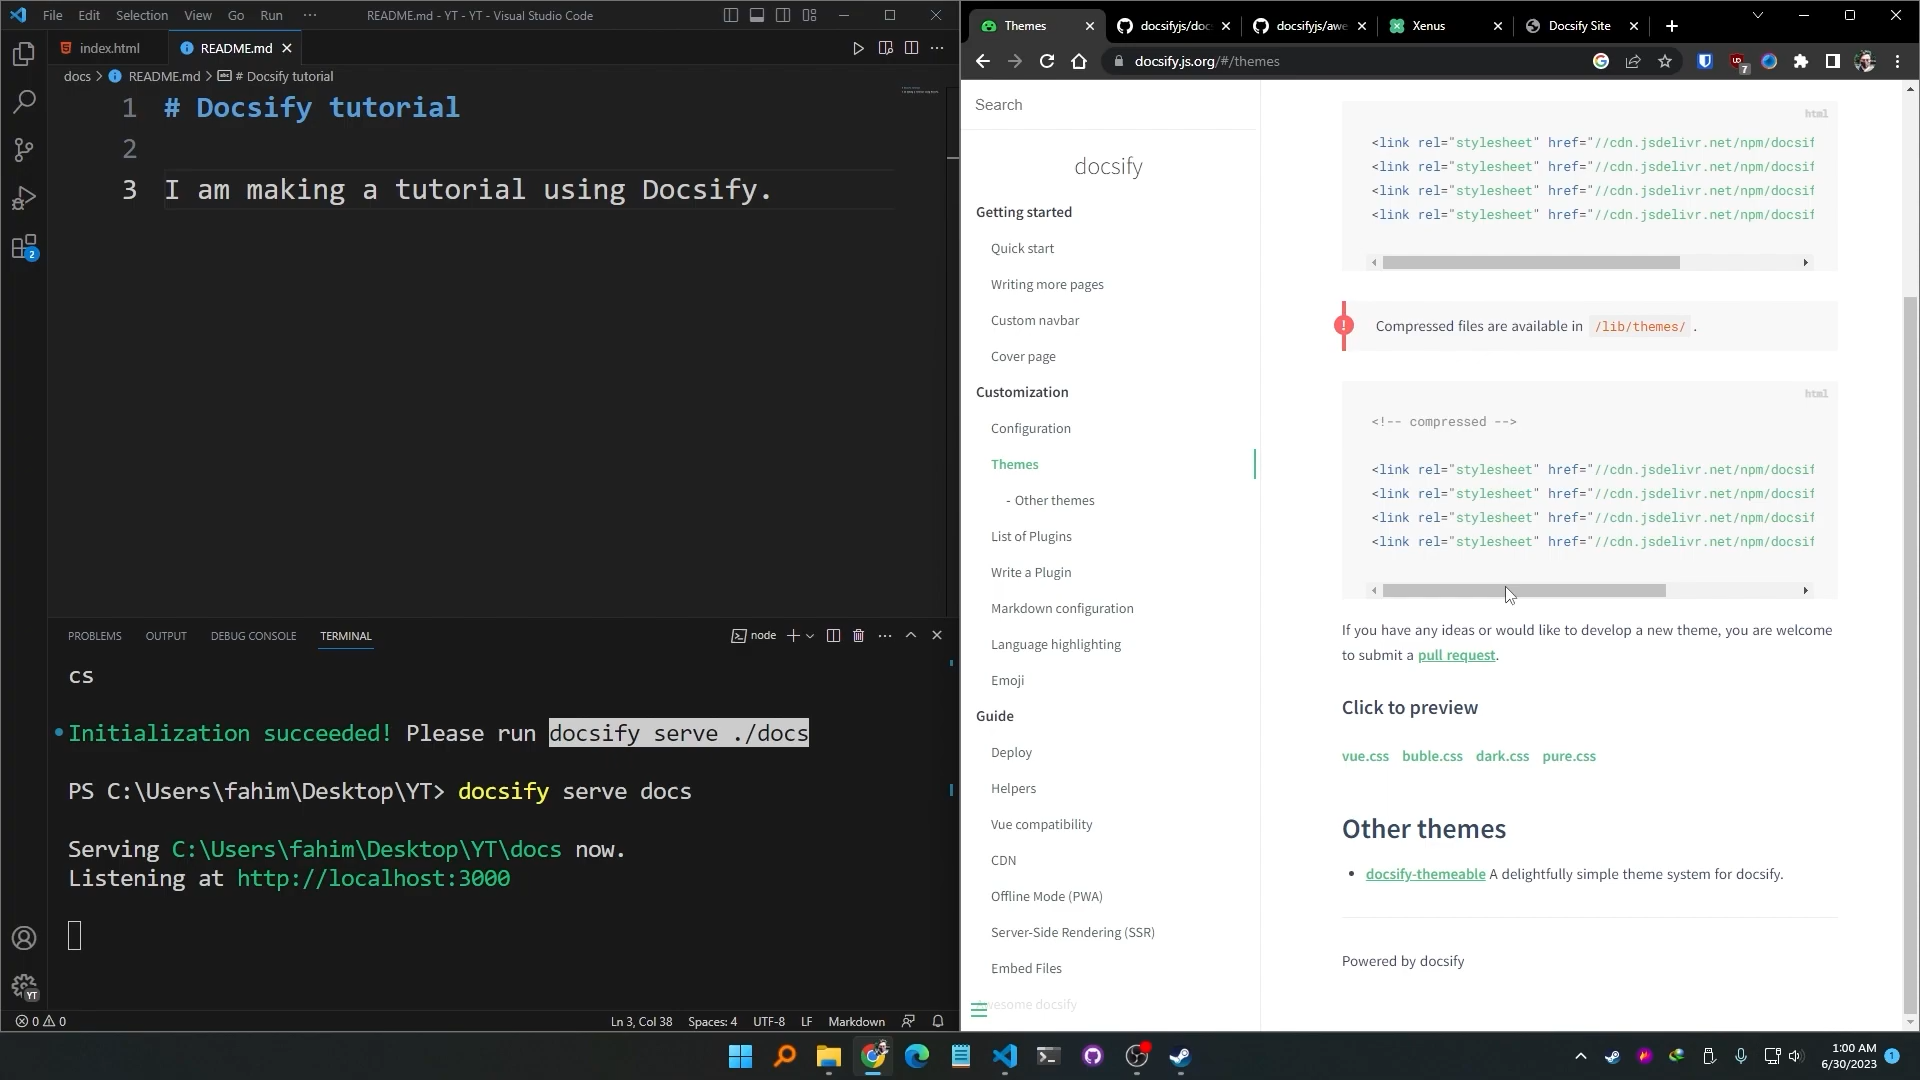 File Edit Selection View Go Run ··· README.md - YT - YT - Visual Studio Code
index.html README.md
docs > README.md > # Docsify tutorial
1 # Docsify tutorial
2
3 I am making a tutorial using Docsify.
2
PROBLEMS OUTPUT DEBUG CONSOLE TERMINAL node
cs
Initialization succeeded! Please run docsify serve ./docs
PS C:\Users\fahim\Desktop\YT> docsify serve docs
Serving C:\Users\fahim\Desktop\YT\docs now.
Listening at http://localhost:3000
YT
0 0 Ln 3, Col 38 Spaces: 4 UTF-8 LF Markdown
Themes docsifyjs/doc docsifyjs/awe Xenus Docsify Site
docsify.js.org/#/themes
7
Search
docsify
Getting started
Quick start
Writing more pages
Custom navbar
Cover page
Customization
Configuration
Themes
- Other themes
List of Plugins
Write a Plugin
Markdown configuration
Language highlighting
Emoji
Guide
Deploy
Helpers
Vue compatibility
CDN
Offline Mode (PWA)
Server-Side Rendering (SSR)
Embed Files
Awesome docsify
html
<link rel="stylesheet" href="//cdn.jsdelivr.net/npm/docsif
<link rel="stylesheet" href="//cdn.jsdelivr.net/npm/docsif
<link rel="stylesheet" href="//cdn.jsdelivr.net/npm/docsif
<link rel="stylesheet" href="//cdn.jsdelivr.net/npm/docsif
! Compressed files are available in /lib/themes/ .
html
<!-- compressed -->
<link rel="stylesheet" href="//cdn.jsdelivr.net/npm/docsif
<link rel="stylesheet" href="//cdn.jsdelivr.net/npm/docsif
<link rel="stylesheet" href="//cdn.jsdelivr.net/npm/docsif
<link rel="stylesheet" href="//cdn.jsdelivr.net/npm/docsif
If you have any ideas or would like to develop a new theme, you are welcome
to submit a pull request.
Click to preview
vue.css buble.css dark.css pure.css
Other themes
• docsify-themeable A delightfully simple theme system for docsify.
Powered by docsify
1:00 AM
6/30/2023
1